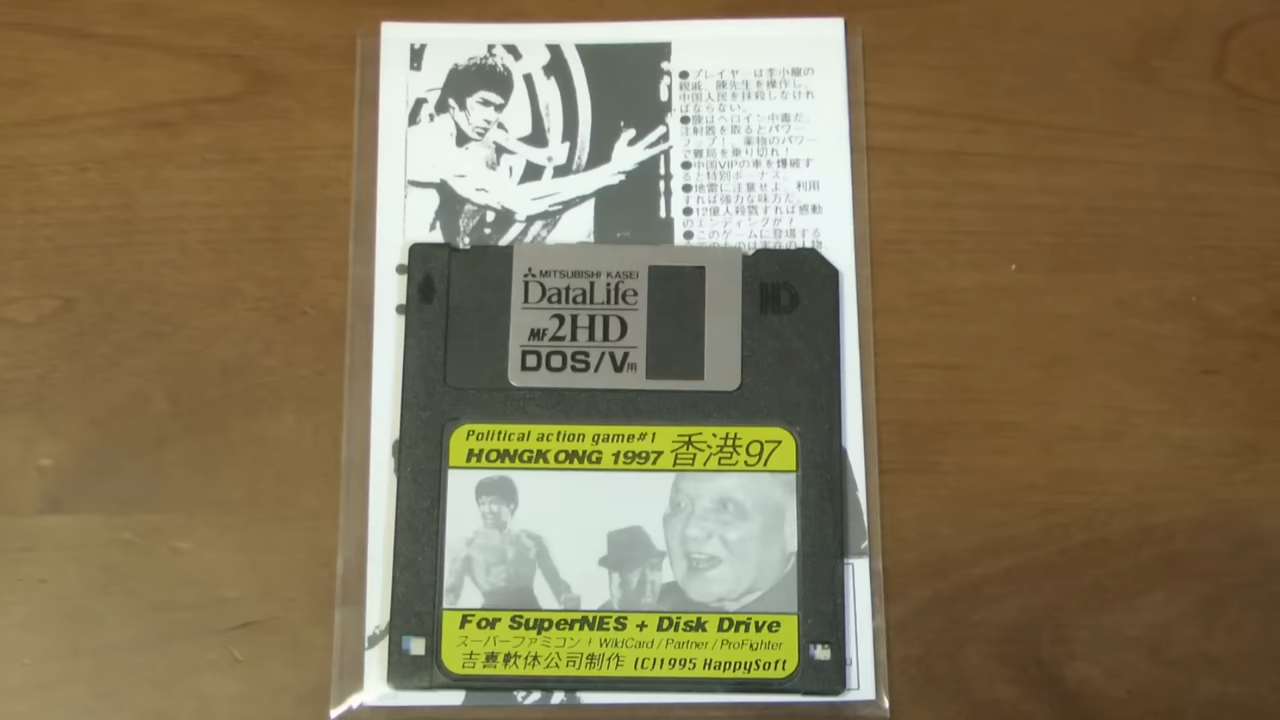 ●プレイヤーは李小龍の
親戚、陳先生を操作し、
中国人民を抹殺しなけれ
ばならない。
●陳はヘロイン中毒だ。
注射器を取るとパワー
フップ！、薬物のパワー
で難局を乗り切れ！
●中国VIPの車を爆破す
ると特別ボーナス。
●地雷に注意せよ。利用
すれば強力な味方だ。
●12億人殺戮すれば感動
のエンディングが！
●このゲームに登場する
MITSUBISHI KASEI
DataLife
MF2HD
DOS/V用
HD
Political action game#1
HONGKONG 1997 香港97
For SuperNES + Disk Drive
スーパーファミコン + WildCard / Partner / ProFighter
吉喜軟体公司制作 (C)1995 HappySoft